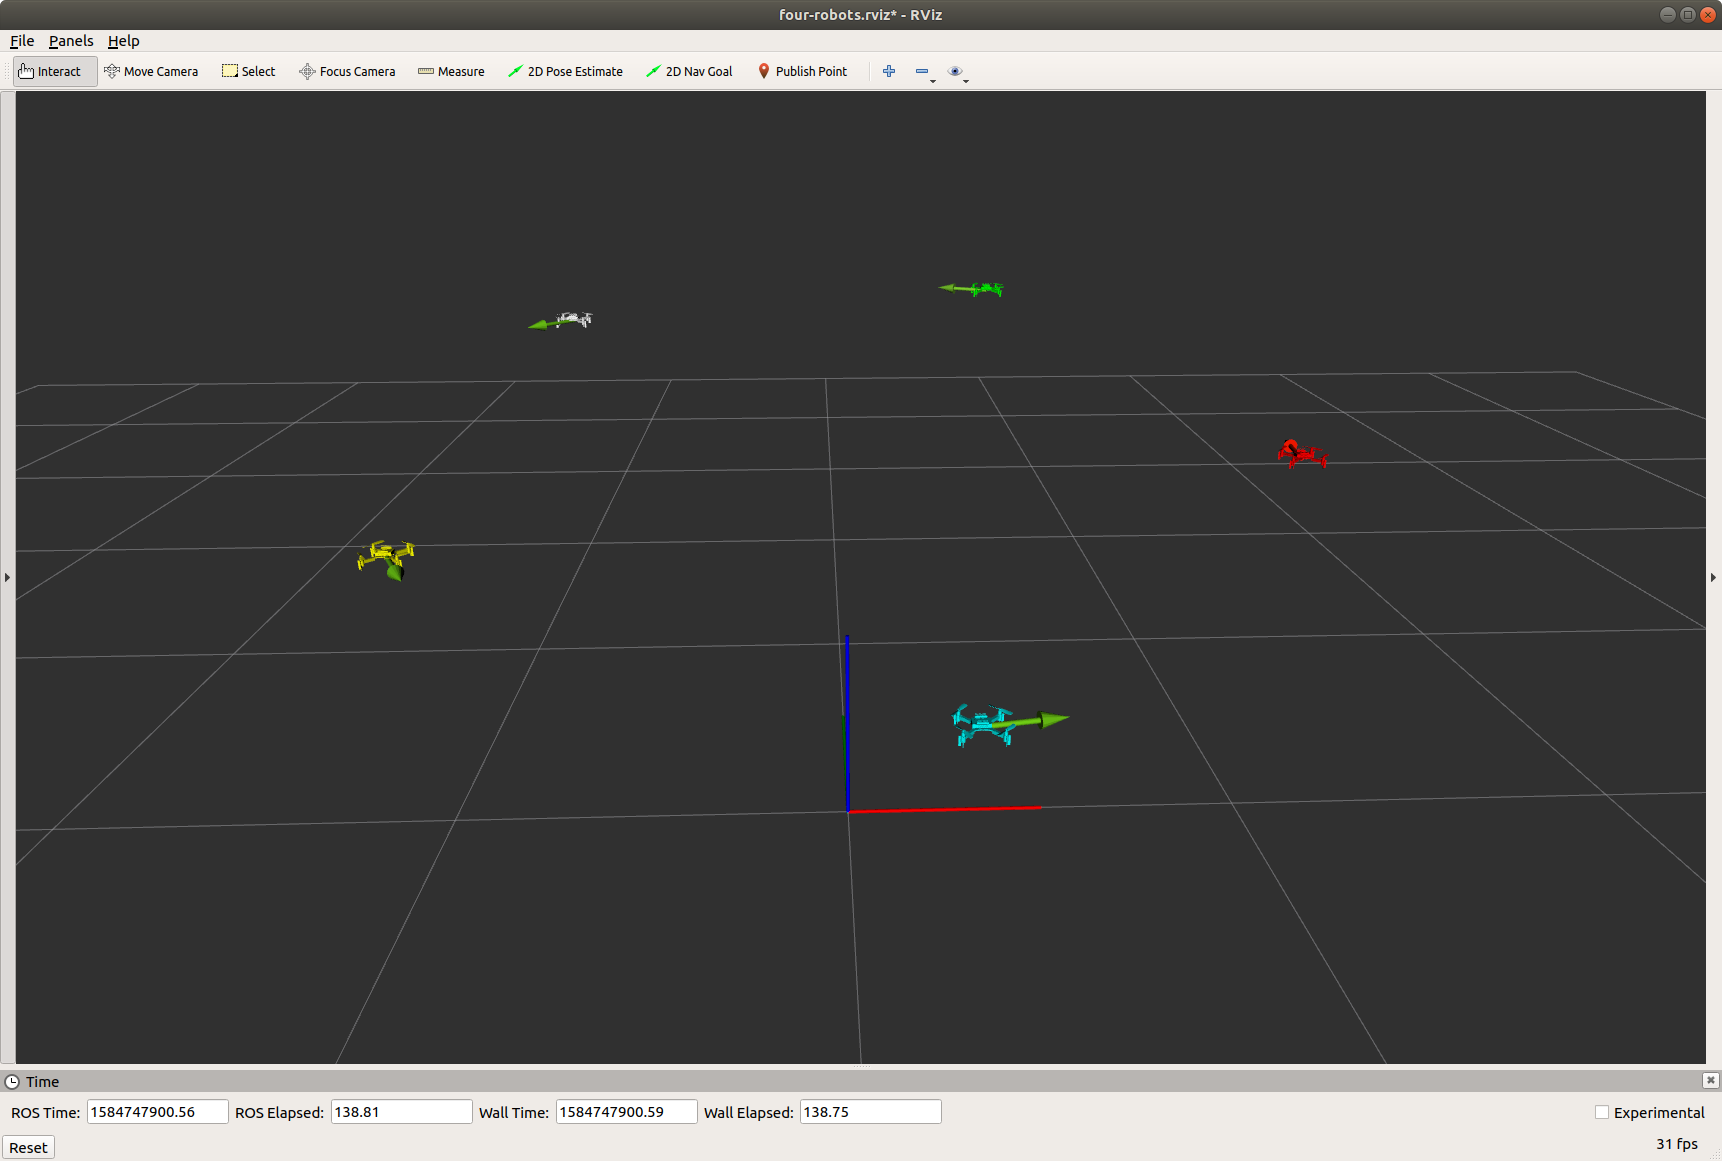 four-robots.rviz* - RViz
File Panels Help
Interact Move Camera Select Focus Camera Measure 2D Pose Estimate 2D Nav Goal Publish Point
Time
ROS Time: 1584747900.56 ROS Elapsed: 138.81 Wall Time: 1584747900.59 Wall Elapsed: 138.75 Experimental
Reset 31 fps